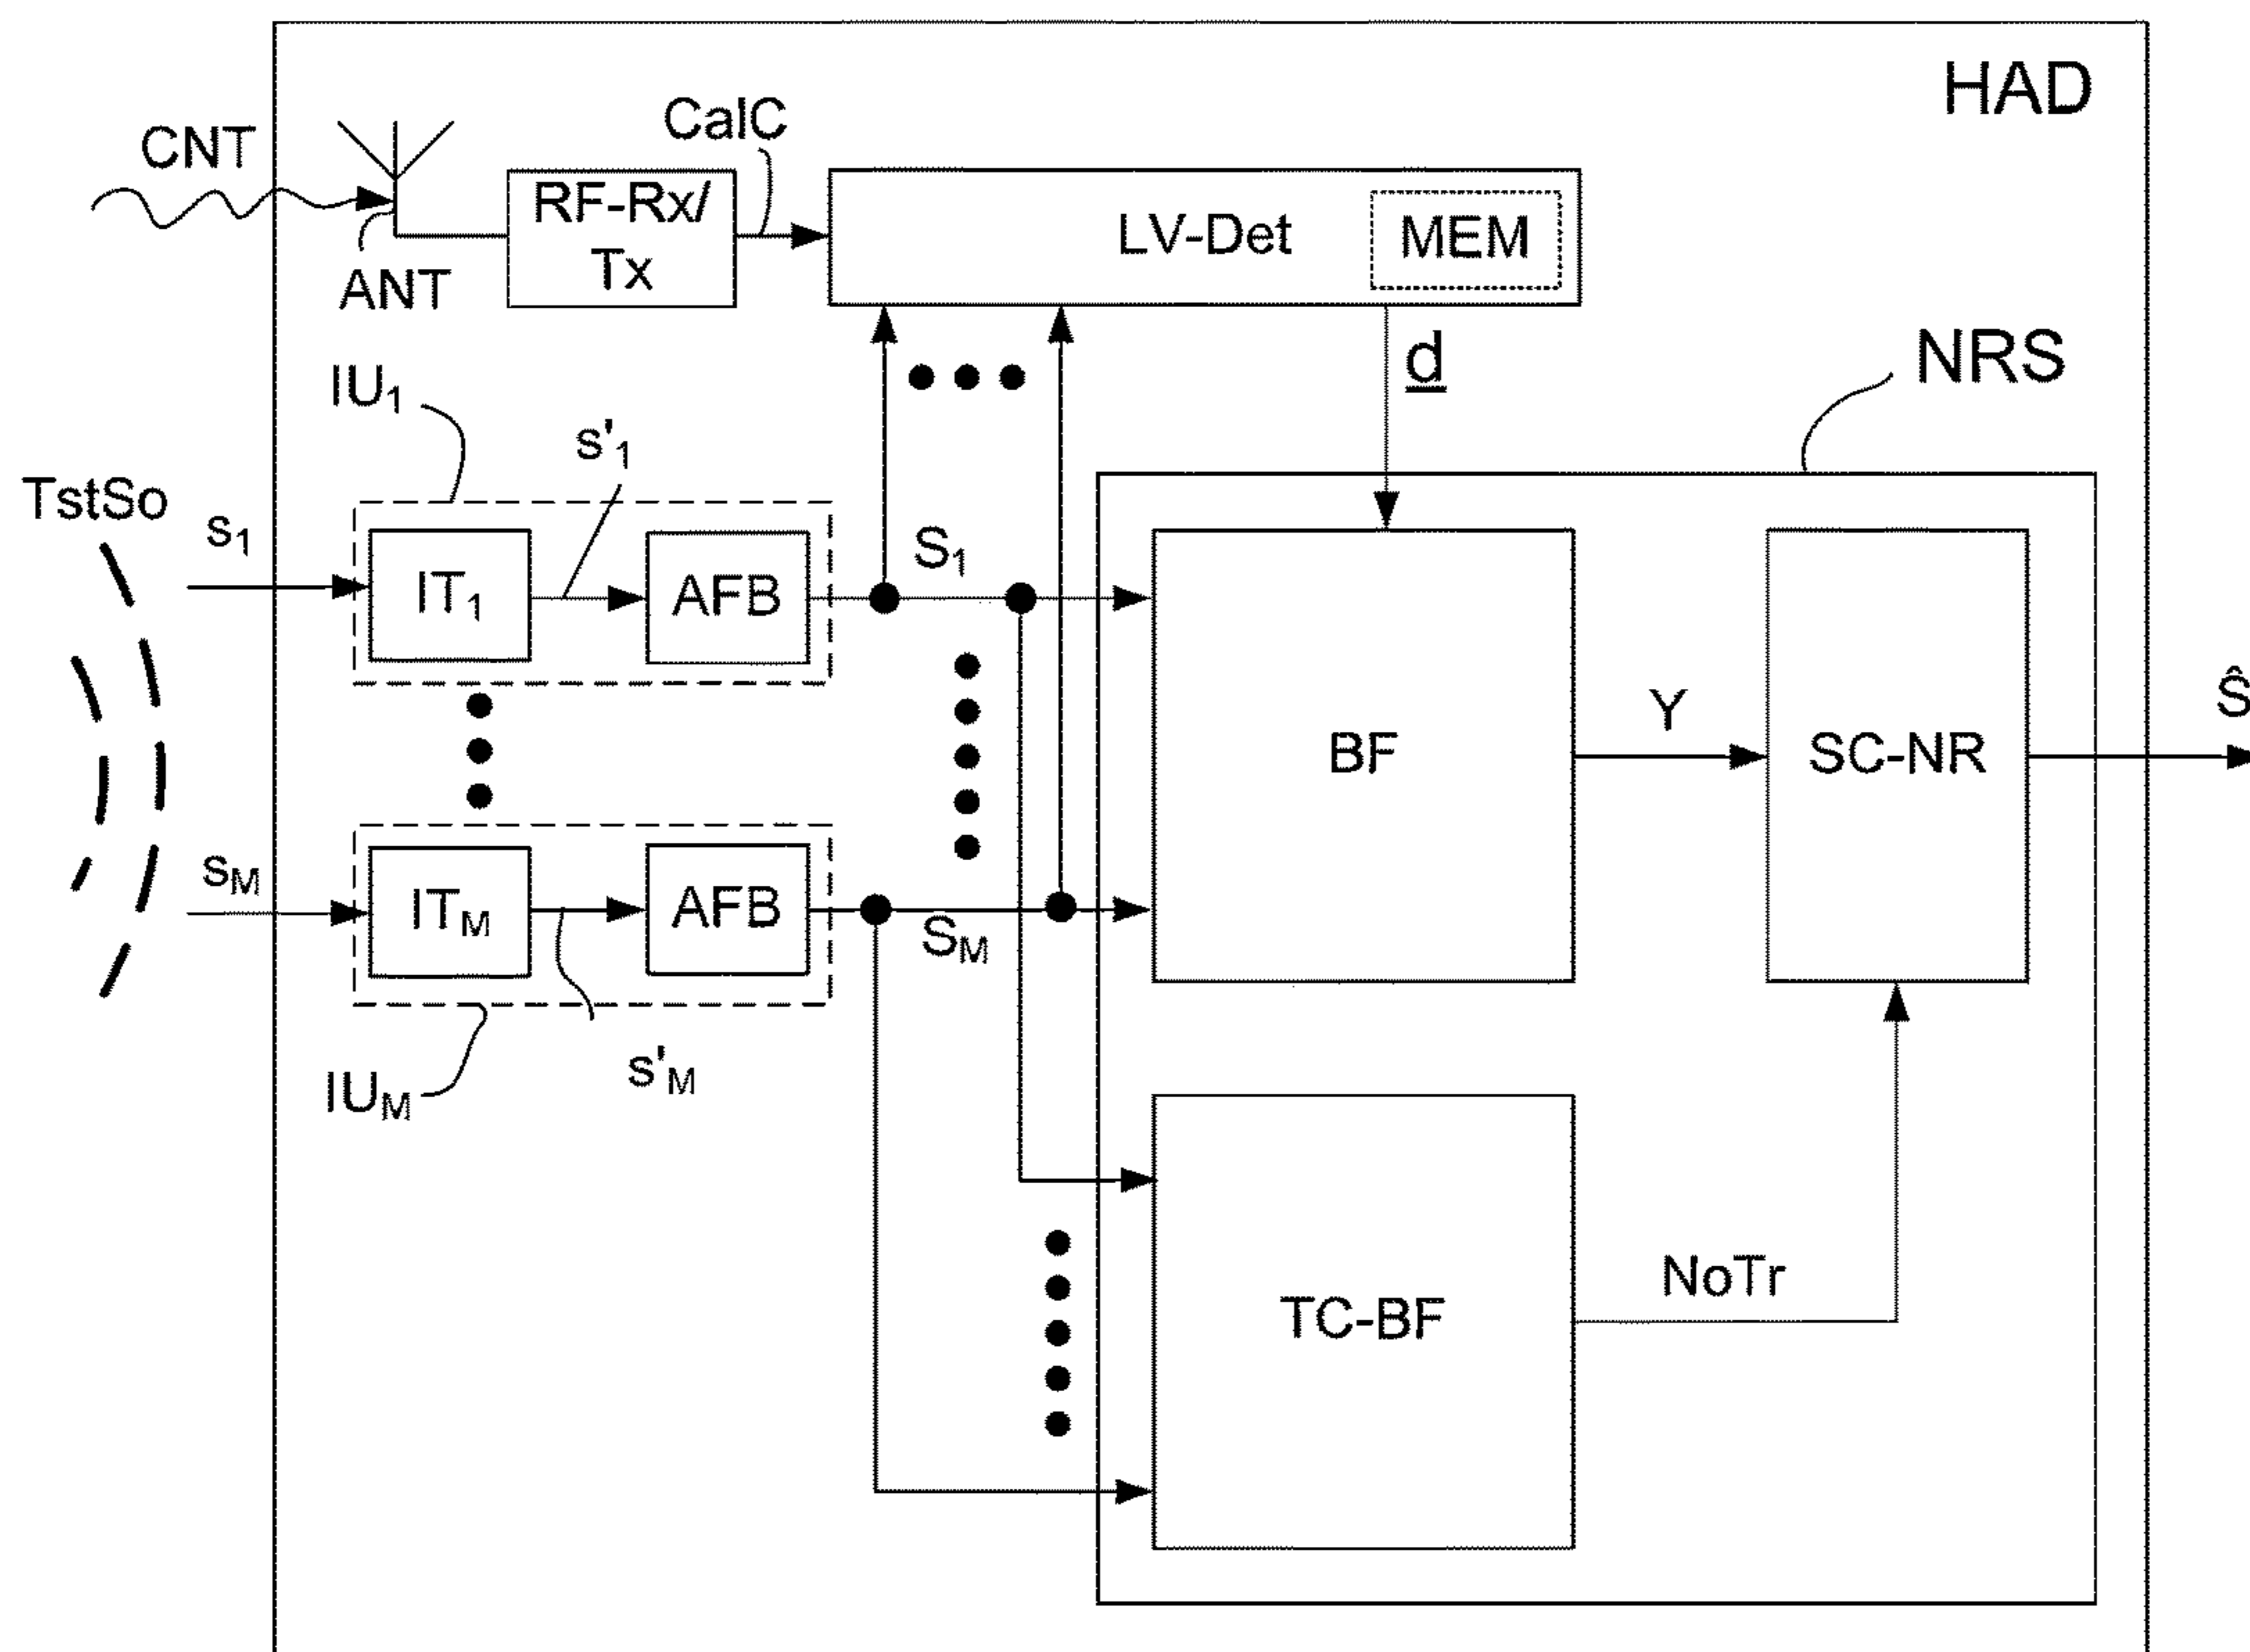 HAD
CNT
CalC
RF-Rx/
Tx
LV-Det
MEM
ANT
d
NRS
IU1
s'1
TstSo
s1
IT1
AFB
S1
BF
Y
SC-NR
Ŝ
sM
ITM
AFB
SM
s'M
IUM
TC-BF
NoTr